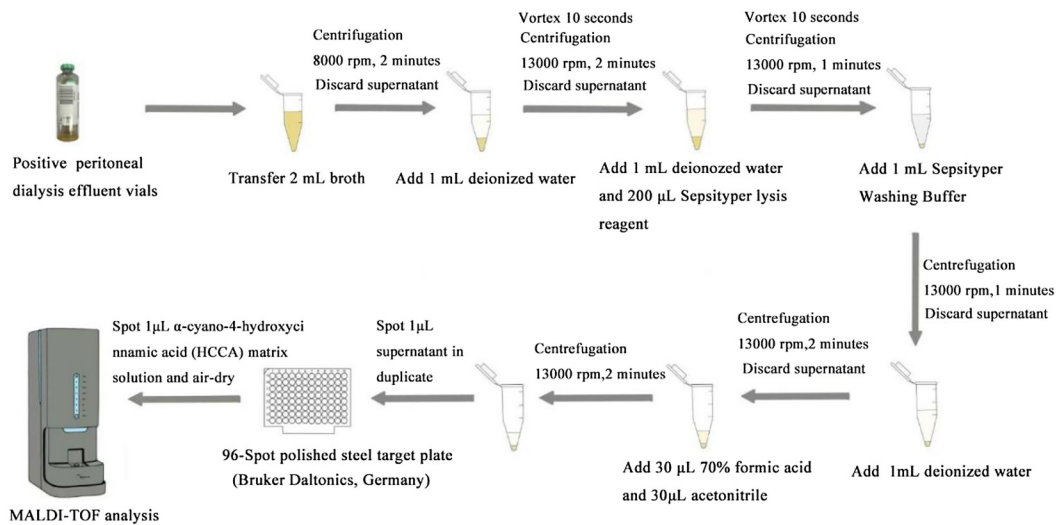 Centrifugation
8000 rpm, 2 minutes
Discard supernatant
Vortex 10 seconds
Centrifugation
13000 rpm, 2 minutes
Discard supernatant
Vortex 10 seconds
Centrifugation
13000 rpm, 1 minutes
Discard supernatant
Positive peritoneal
dialysis effluent vials
Transfer 2 mL broth
Add 1 mL deionized water
Add 1 mL deionozed water
and 200 μL Sepsityper lysis
reagent
Add 1 mL Sepsityper
Washing Buffer
Centrefugation
13000 rpm,1 minutes
Discard supernatant
Add 1mL deionized water
Centrefugation
13000 rpm,2 minutes
Discard supernatant
Add 30 μL 70% formic acid
and 30μL acetonitrile
Centrefugation
13000 rpm,2 minutes
Spot 1μL
supernatant in
duplicate
96-Spot polished steel target plate
(Bruker Daltonics, Germany)
Spot 1μL α-cyano-4-hydroxyci
nnamic acid (HCCA) matrix
solution and air-dry
MALDI-TOF analysis